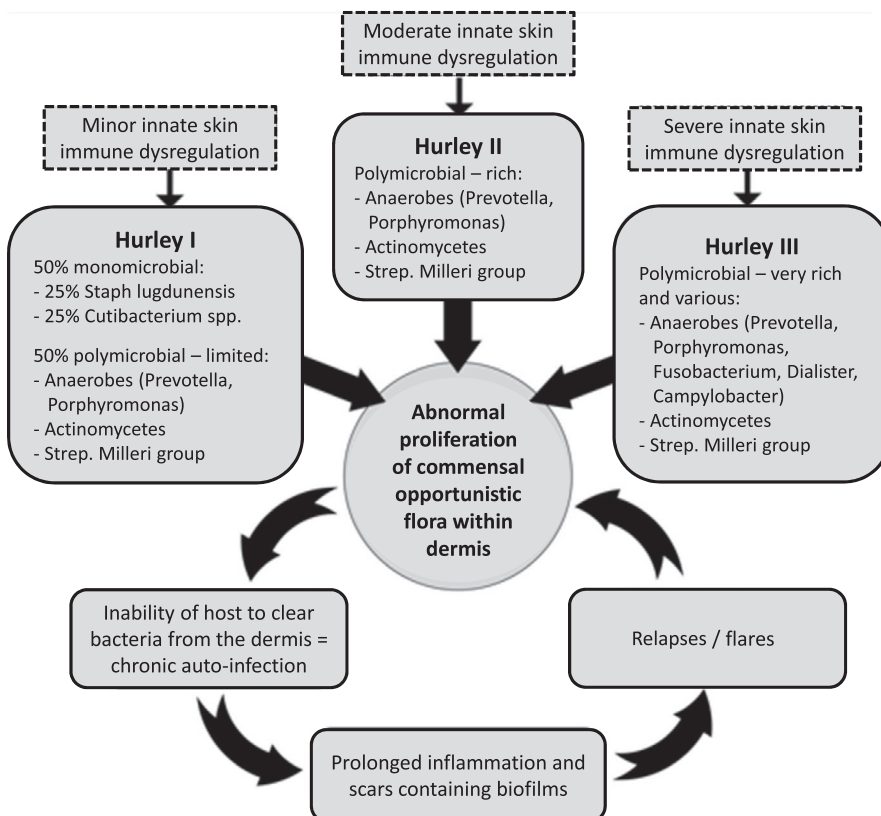 Moderate innate skin
immune dysregulation
Minor innate skin
immune dysregulation
Severe innate skin
immune dysregulation
Hurley I
50% monomicrobial:
- 25% Staph lugdunensis
- 25% Cutibacterium spp.
50% polymicrobial – limited:
- Anaerobes (Prevotella,
Porphyromonas)
- Actinomycetes
- Strep. Milleri group
Hurley II
Polymicrobial – rich:
- Anaerobes (Prevotella,
Porphyromonas)
- Actinomycetes
- Strep. Milleri group
Hurley III
Polymicrobial – very rich
and various:
- Anaerobes (Prevotella,
Porphyromonas,
Fusobacterium, Dialister,
Campylobacter)
- Actinomycetes
- Strep. Milleri group
Abnormal
proliferation
of commensal
opportunistic
flora within
dermis
Inability of host to clear
bacteria from the dermis =
chronic auto-infection
Prolonged inflammation and
scars containing biofilms
Relapses / flares